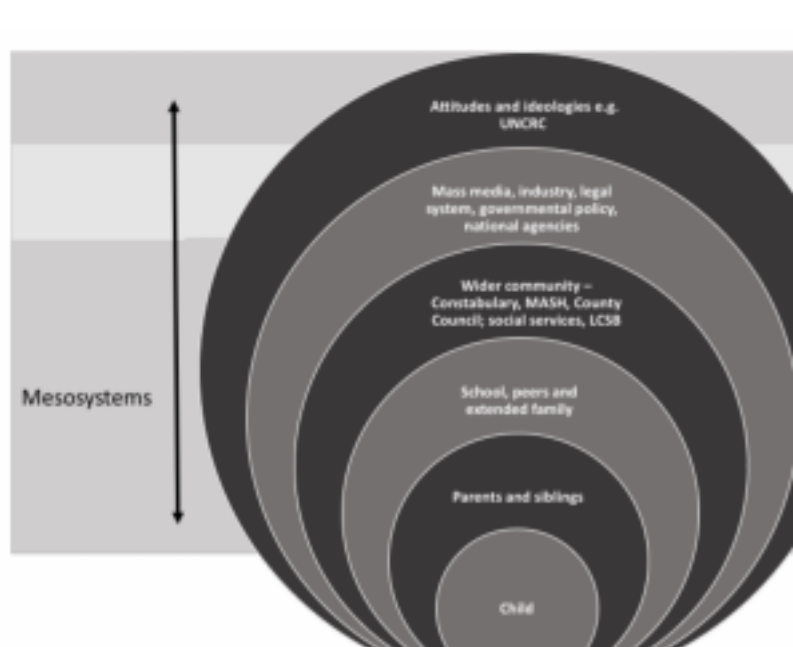 Attitudes and ideologies e.g.
UNCRC
Mass media, industry, legal
system, governmental policy,
national agencies
Wider community –
Constabulary, MASH, County
Council; social services, LCSB
School, peers and
extended family
Mesosystems
Parents and siblings
Child